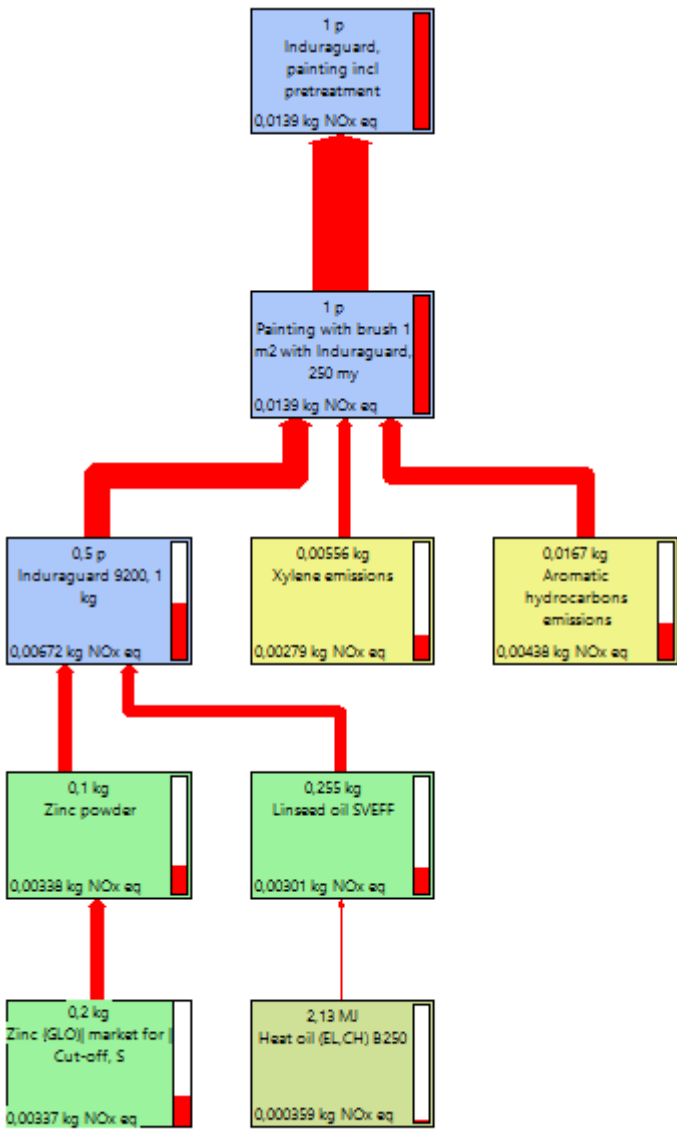 1 p
Induraguard,
painting incl
pretreatment
0,0139 kg NOx eq
1 p
Painting with brush 1
m2 with Induraguard,
250 my
0,0139 kg NOx eq
0,5 p
Induraguard 9200, 1
kg
0,00672 kg NOx eq
0,00556 kg
Xylene emissions
0,00279 kg NOx eq
0,0167 kg
Aromatic
hydrocarbons
emissions
0,00438 kg NOx eq
0,1 kg
Zinc powder
0,00338 kg NOx eq
0,255 kg
Linseed oil SVEFF
0,00301 kg NOx eq
0,2 kg
Zinc {GLO}| market for |
Cut-off, S
0,00337 kg NOx eq
2,13 MJ
Heat oil (EL,CH) B250
0,000359 kg NOx eq